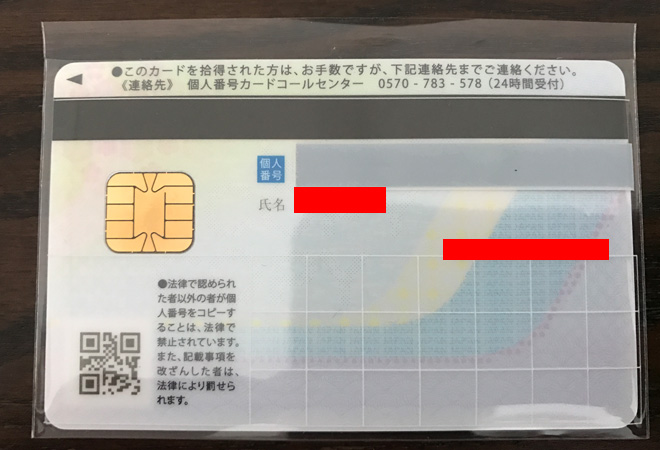 ●このカードを拾得された方は、お手数ですが、下記連絡先までご連絡ください。
《連絡先》 個人番号カードコールセンター 0570 - 783 - 578 (24時間受付)
個人
番号
氏名
●法律で認められ
た者以外の者が個
人番号をコピーす
ることは、法律で
禁止されています。
また、記載事項を
改ざんした者は、
法律により罰せら
れます。